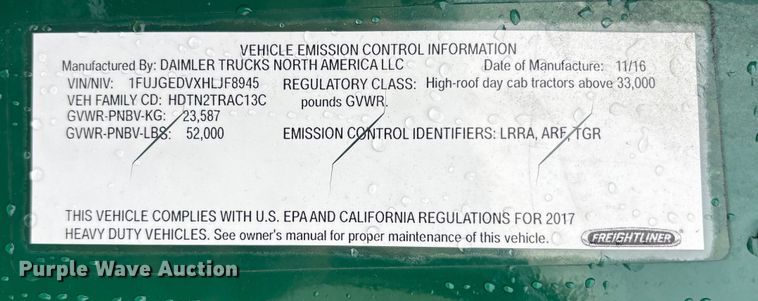 VEHICLE EMISSION CONTROL INFORMATION
Manufactured By: DAIMLER TRUCKS NORTH AMERICA LLC Date of Manufacture: 11/16
VIN/NIV: 1FUJGEDVXHLJF8945 REGULATORY CLASS: High-roof day cab tractors above 33,000
VEH FAMILY CD: HDTN2TRAC13C pounds GVWR.
GVWR-PNBV-KG: 23,587
GVWR-PNBV-LBS: 52,000 EMISSION CONTROL IDENTIFIERS: LRRA, ARF, TGR
THIS VEHICLE COMPLIES WITH U.S. EPA AND CALIFORNIA REGULATIONS FOR 2017
HEAVY DUTY VEHICLES. See owner's manual for proper maintenance of this vehicle.
FREIGHTLINER
Purple Wave Auction